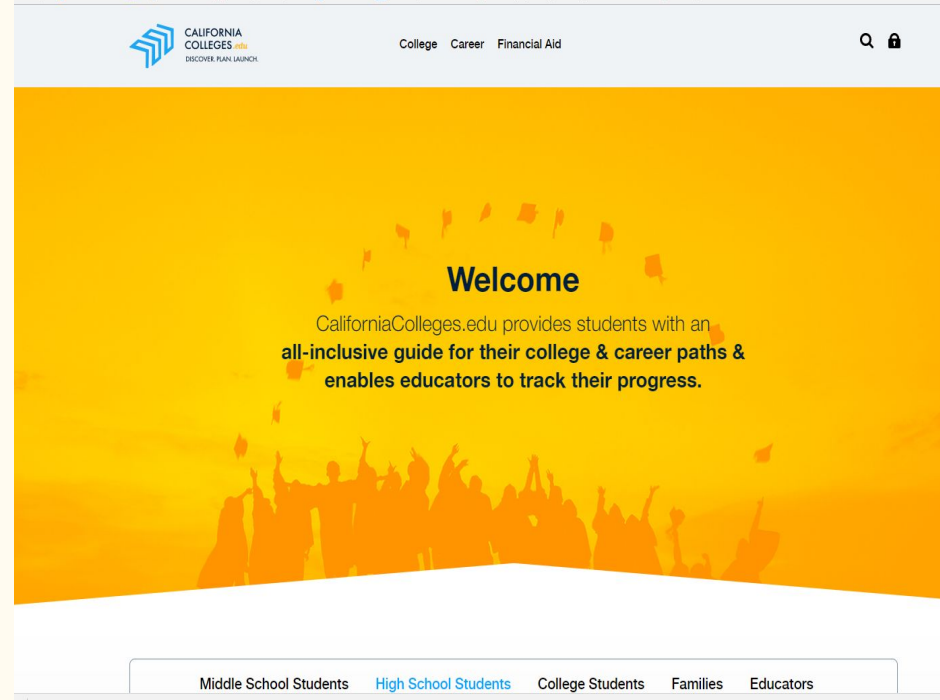 CALIFORNIA
COLLEGES.edu
DISCOVER. PLAN. LAUNCH.
College Career Financial Aid
Welcome
CaliforniaColleges.edu provides students with an
all-inclusive guide for their college & career paths &
enables educators to track their progress.
Middle School Students High School Students College Students Families Educators